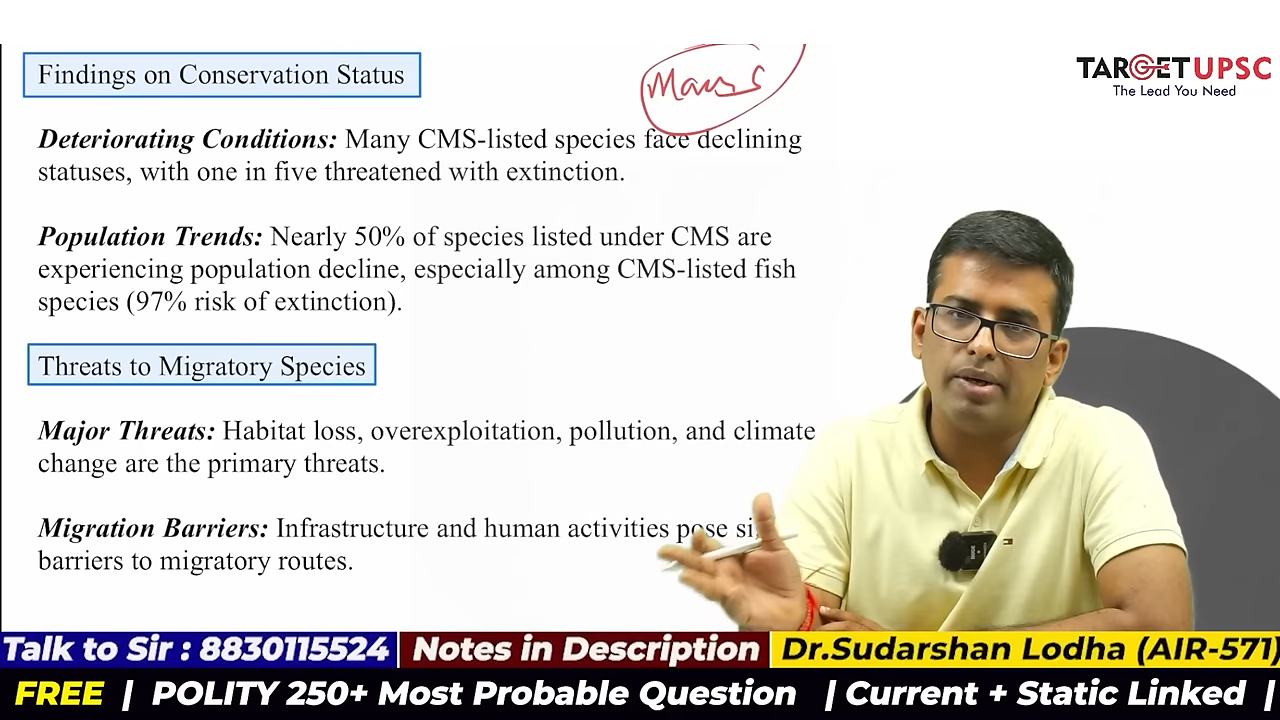 Findings on Conservation Status
TARGETUPSC
The Lead You Need
Deteriorating Conditions: Many CMS-listed species face declining
statuses, with one in five threatened with extinction.
Population Trends: Nearly 50% of species listed under CMS are
experiencing population decline, especially among CMS-listed fish
species (97% risk of extinction).
Threats to Migratory Species
Major Threats: Habitat loss, overexploitation, pollution, and climate
change are the primary threats.
Migration Barriers: Infrastructure and human activities pose
barriers to migratory routes.
Talk to Sir : 8830115524
Notes in Description
Dr.Sudarshan Lodha (AIR-571)
FREE | POLITY 250+ Most Probable Question | Current + Static Linked |